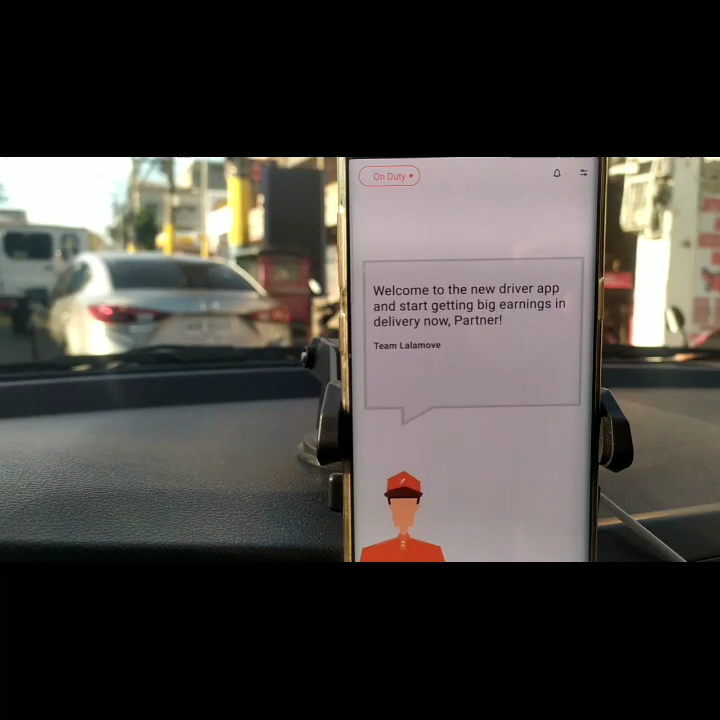 On Duty
Welcome to the new driver app
and start getting big earnings in
delivery now, Partner!
Team Lalamove